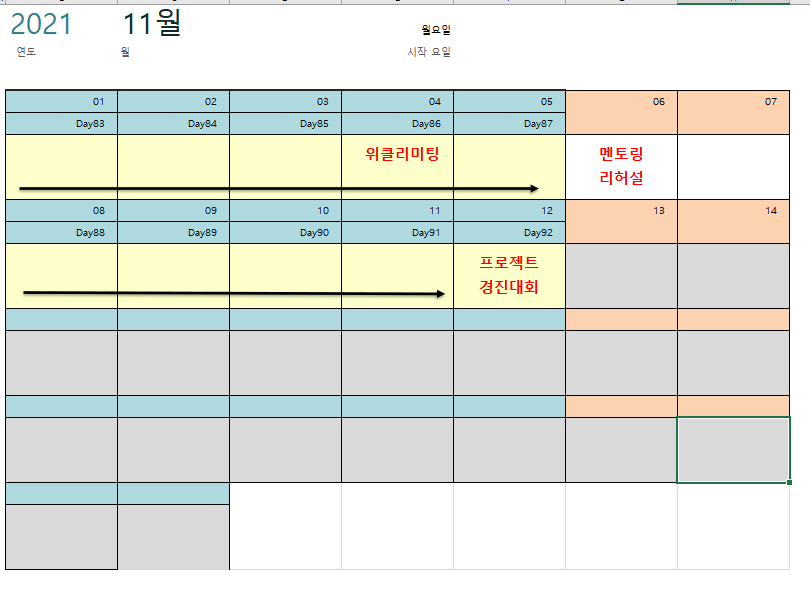 2021 11월 월요일
연도 월 시작 요일
01 02 03 04 05 06 07
Day83 Day84 Day85 Day86 Day87
위클리미팅 멘토링
리허설
08 09 10 11 12 13 14
Day88 Day89 Day90 Day91 Day92
프로젝트
경진대회